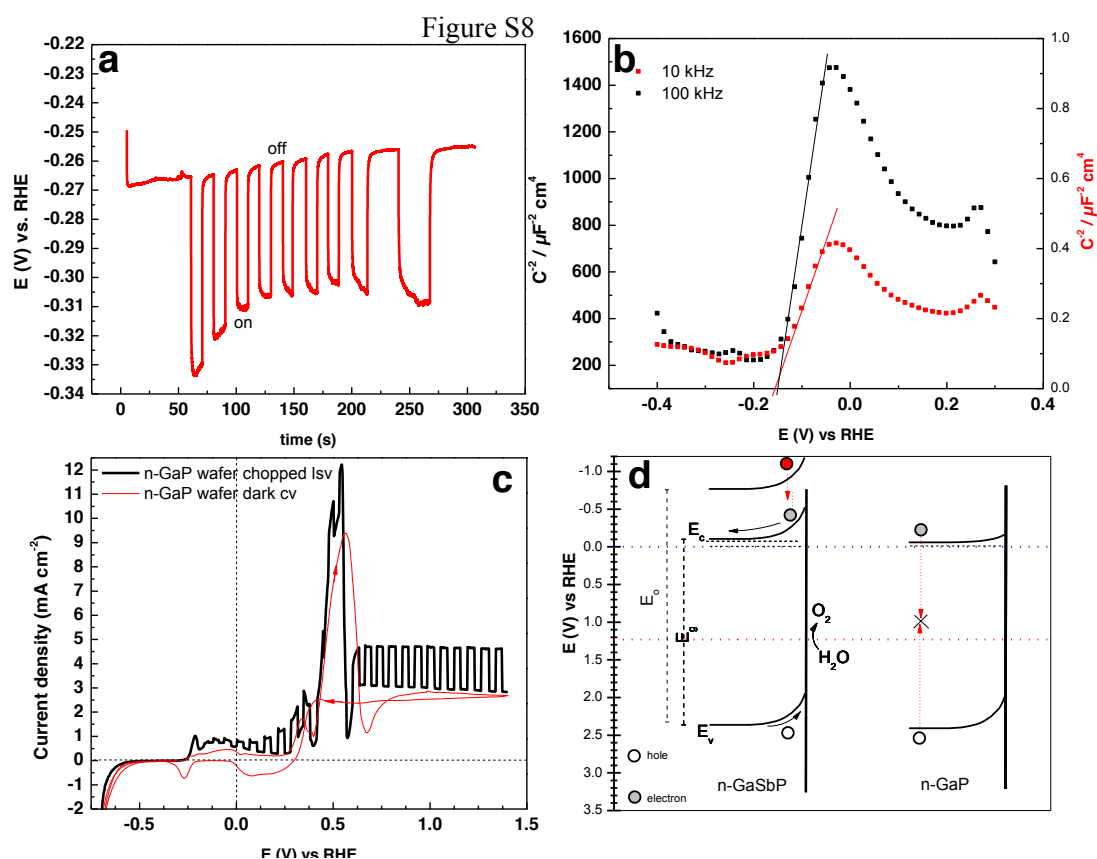 Figure S8
a
-0.22
-0.23
-0.24
-0.25
-0.26
-0.27
-0.28
-0.29
-0.30
-0.31
-0.32
-0.33
-0.34
E (V) vs. RHE
off
on
0 50 100 150 200 250 300 350
time (s)
b
10 kHz
100 kHz
1600
1400
1200
1000
800
600
400
200
C⁻² / µF⁻² cm⁴
1.0
0.8
0.6
0.4
0.2
0.0
C⁻² / µF⁻² cm⁴
-0.4 -0.2 0.0 0.2 0.4
E (V) vs RHE
c
n-GaP wafer chopped lsv
n-GaP wafer dark cv
12
11
10
9
8
7
6
5
4
3
2
1
0
-1
-2
Current density (mA cm⁻²)
-0.5 0.0 0.5 1.0 1.5
E (V) vs RHE
d
-1.0
-0.5
0.0
0.5
1.0
1.5
2.0
2.5
3.0
3.5
E (V) vs RHE
E_c
E_o
E_g
E_v
O₂
H₂O
hole
electron
n-GaSbP
n-GaP